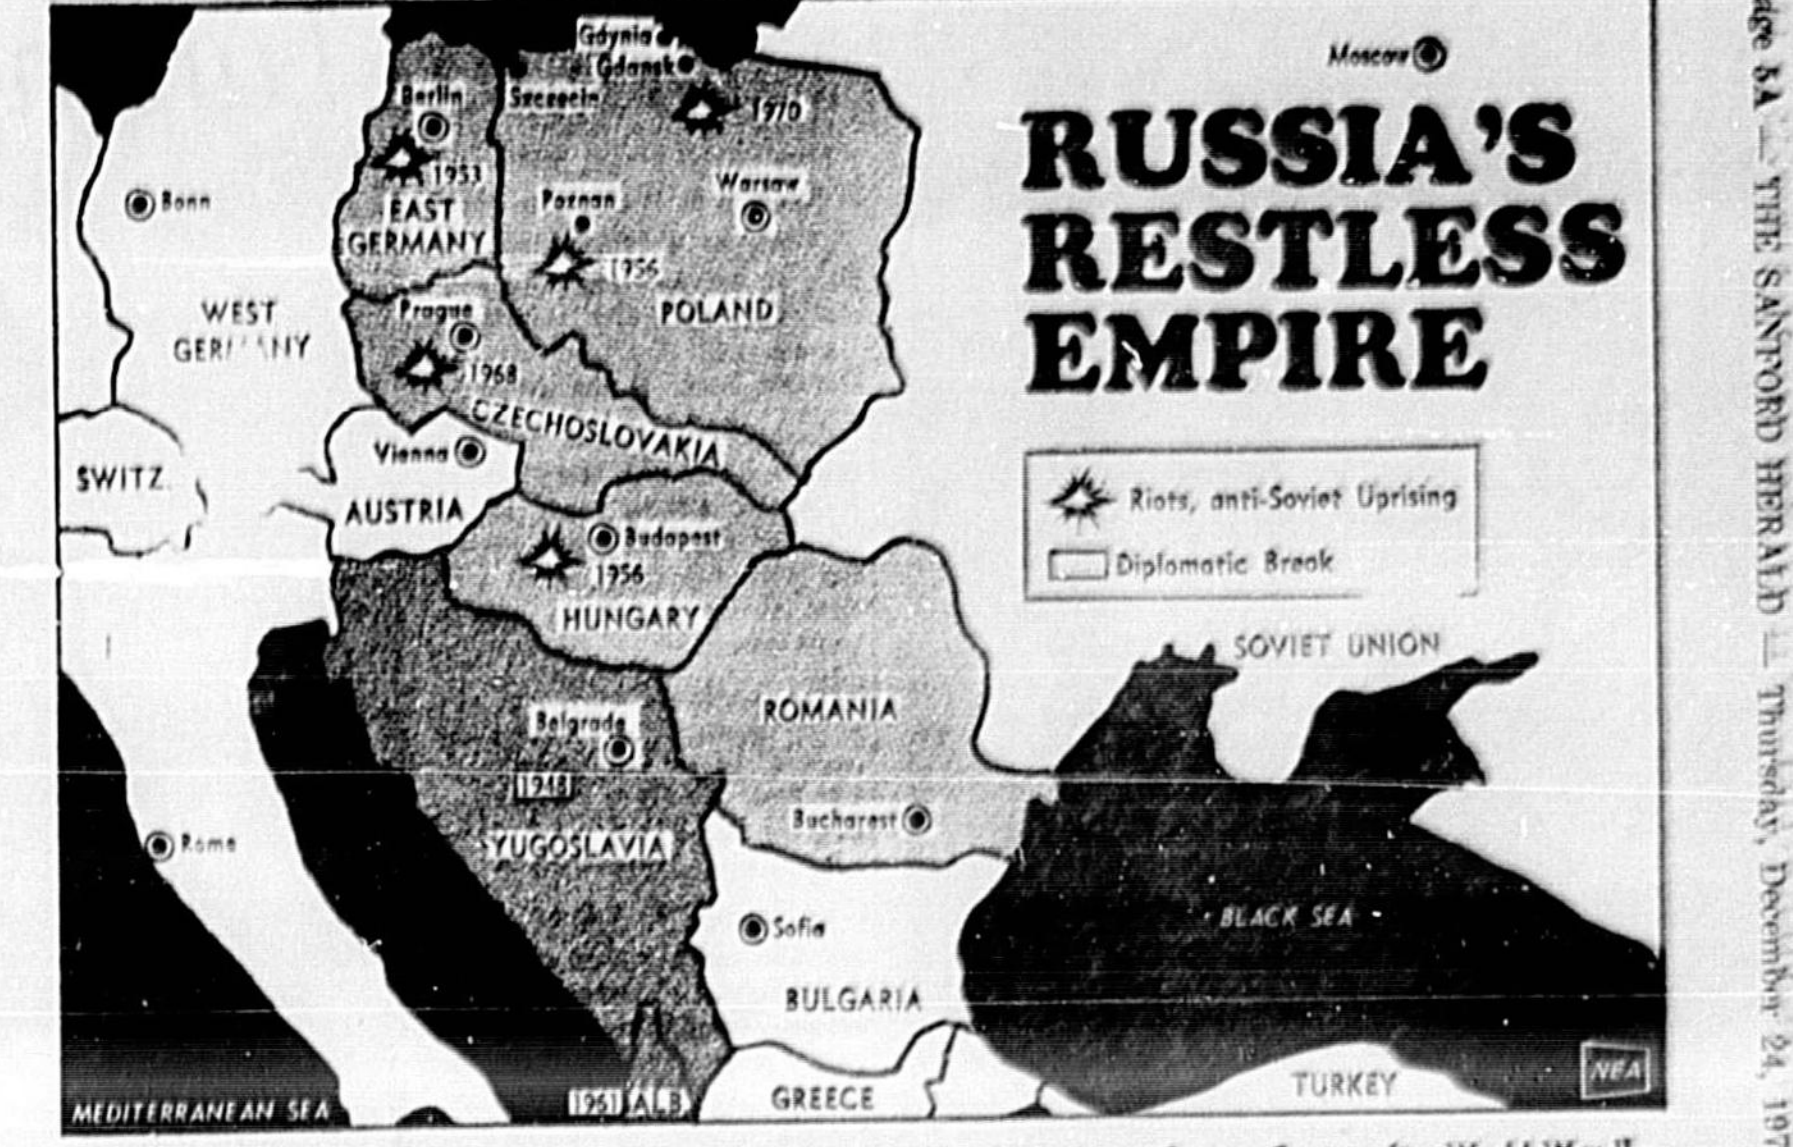 Gdynia
Gdansk
Moscow
Berlin
Szczecin
1970
RUSSIA'S
RESTLESS
EMPIRE
1953
Warsaw
Bonn
Poznan
EAST
GERMANY
1956
POLAND
WEST
GERMANY
Prague
1968
CZECHOSLOVAKIA
Vienna
SWITZ.
AUSTRIA
Riots, anti-Soviet Uprising
Diplomatic Break
Budapest
1956
HUNGARY
SOVIET UNION
ROMANIA
Belgrade
1948
YUGOSLAVIA
Bucharest
Rome
BLACK SEA
Sofia
BULGARIA
NEA
TURKEY
GREECE
1961 ALB
MEDITERRANEAN SEA
5A — THE SANFORD HERALD — Thursday, December 24, 197